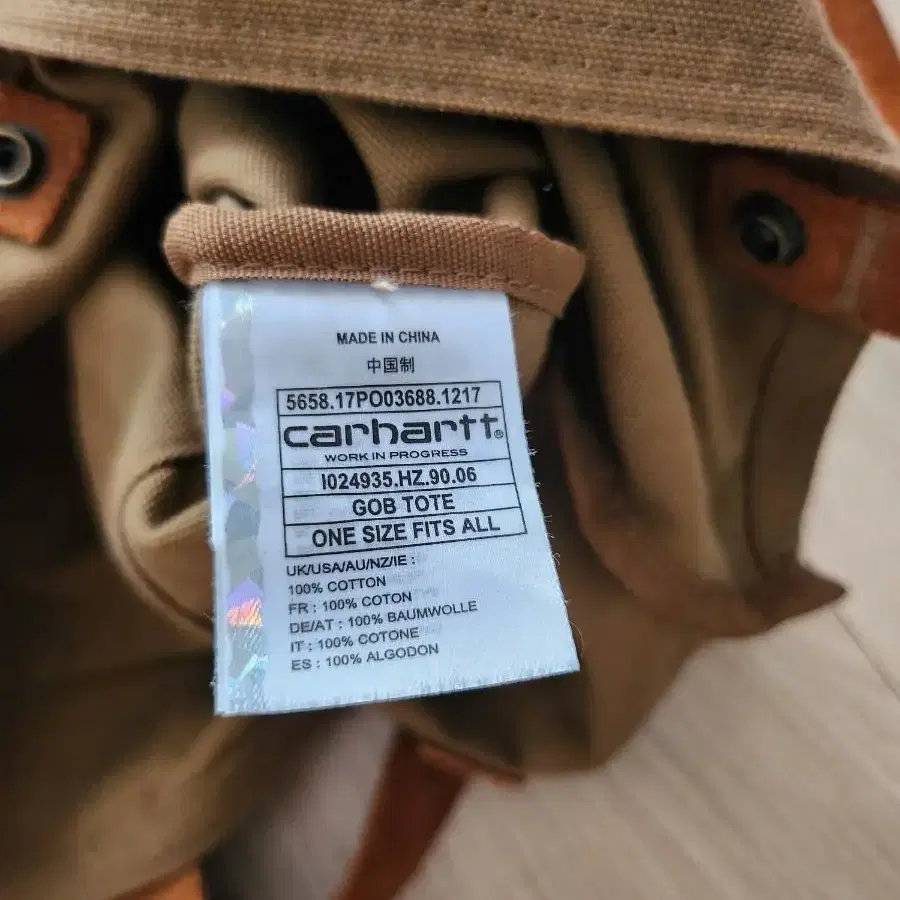 MADE IN CHINA
中国制
5658.17PO03688.1217
carhartt®
WORK IN PROGRESS
I024935.HZ.90.06
GOB TOTE
ONE SIZE FITS ALL
UK/USA/AU/NZ/IE :
100% COTTON
FR : 100% COTON
DE/AT : 100% BAUMWOLLE
IT : 100% COTONE
ES : 100% ALGODON